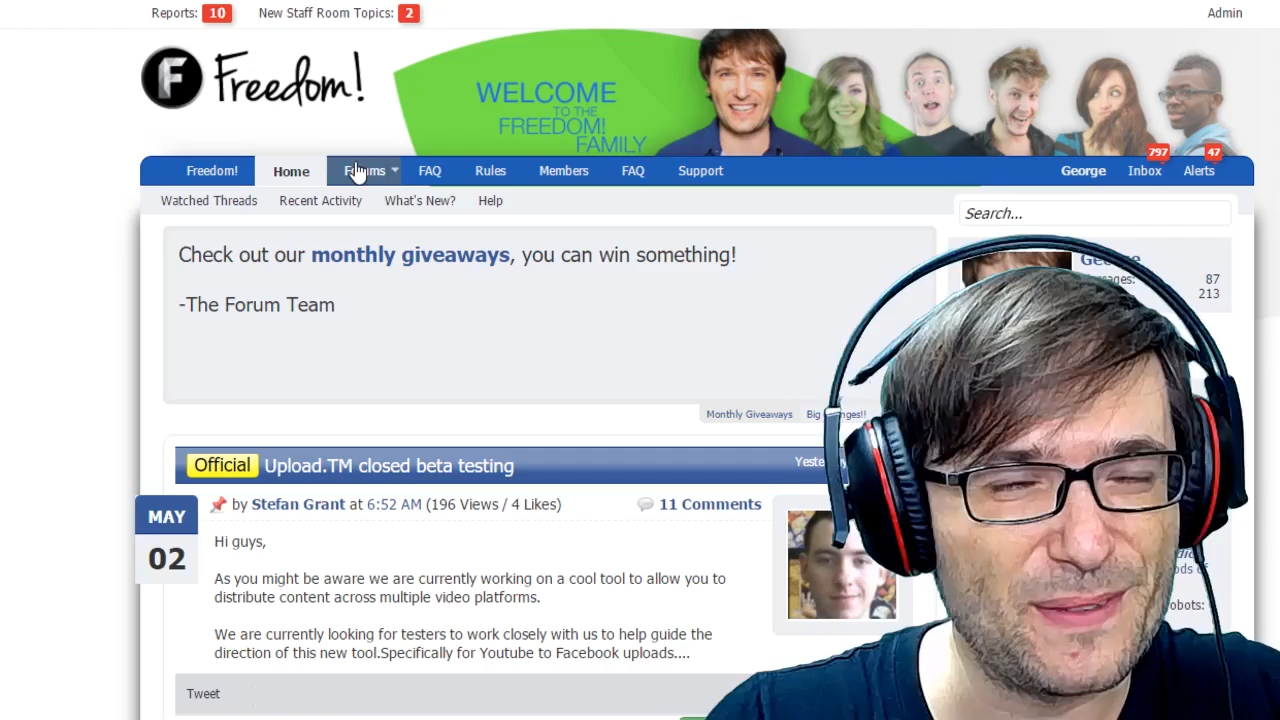 Reports: 10 New Staff Room Topics: 2 Admin
F Freedom!
WELCOME
TO THE
FREEDOM!
FAMILY
797 47
Freedom! Home Forums FAQ Rules Members FAQ Support George Inbox Alerts
Watched Threads Recent Activity What's New? Help
Search...
Check out our monthly giveaways, you can win something!
George
87
-The Forum Team
213
Monthly Giveaways
Official Upload.TM closed beta testing
MAY
02
by Stefan Grant at 6:52 AM (196 Views / 4 Likes) 11 Comments
Hi guys,
As you might be aware we are currently working on a cool tool to allow you to
distribute content across multiple video platforms.
We are currently looking for testers to work closely with us to help guide the
direction of this new tool.Specifically for Youtube to Facebook uploads....
Tweet